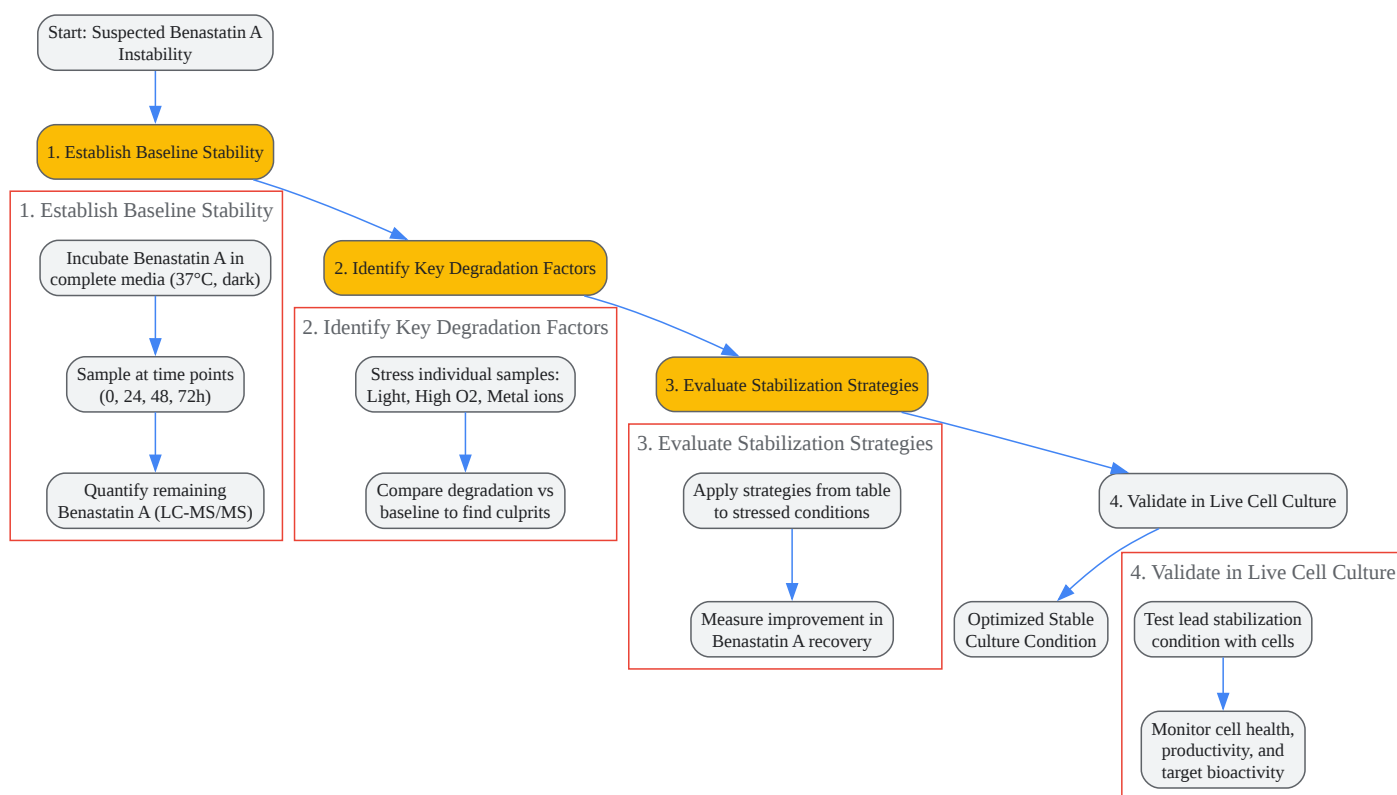 Start: Suspected Benastatin A
Instability
1. Establish Baseline Stability
1. Establish Baseline Stability
Incubate Benastatin A in
complete media (37°C, dark)
Sample at time points
(0, 24, 48, 72h)
Quantify remaining
Benastatin A (LC-MS/MS)
2. Identify Key Degradation Factors
2. Identify Key Degradation Factors
Stress individual samples:
Light, High O2, Metal ions
Compare degradation vs
baseline to find culprits
3. Evaluate Stabilization Strategies
3. Evaluate Stabilization Strategies
Apply strategies from table
to stressed conditions
Measure improvement in
Benastatin A recovery
4. Validate in Live Cell Culture
Optimized Stable
Culture Condition
4. Validate in Live Cell Culture
Test lead stabilization
condition with cells
Monitor cell health,
productivity, and
target bioactivity